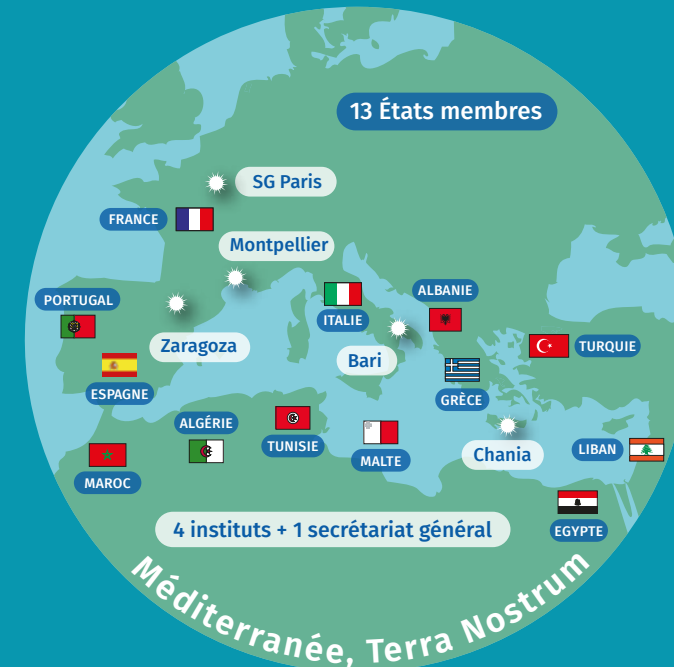 13 États membres
SG Paris
FRANCE
Montpellier
PORTUGAL
ALBANIE
ITALIE
Zaragoza
Bari
TURQUIE
ESPAGNE
GRÈCE
ALGÉRIE
TUNISIE
MALTE
Chania
LIBAN
MAROC
4 instituts + 1 secrétariat général
EGYPTE
Méditerranée, Terra Nostrum